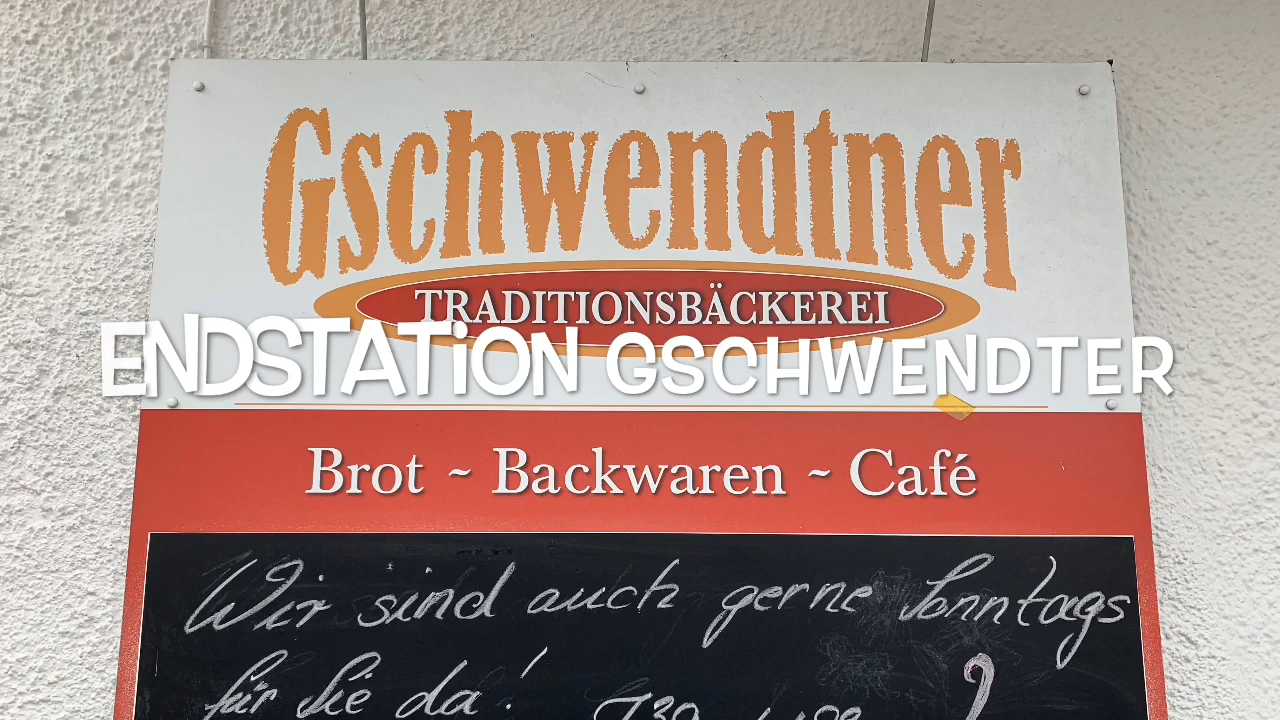 Gschwendtner
TRADITIONSBÄCKEREI
ENDSTATION GSCHWENDTER
Brot ~ Backwaren ~ Café
Wir sind auch gerne Sonntags
für Sie da!